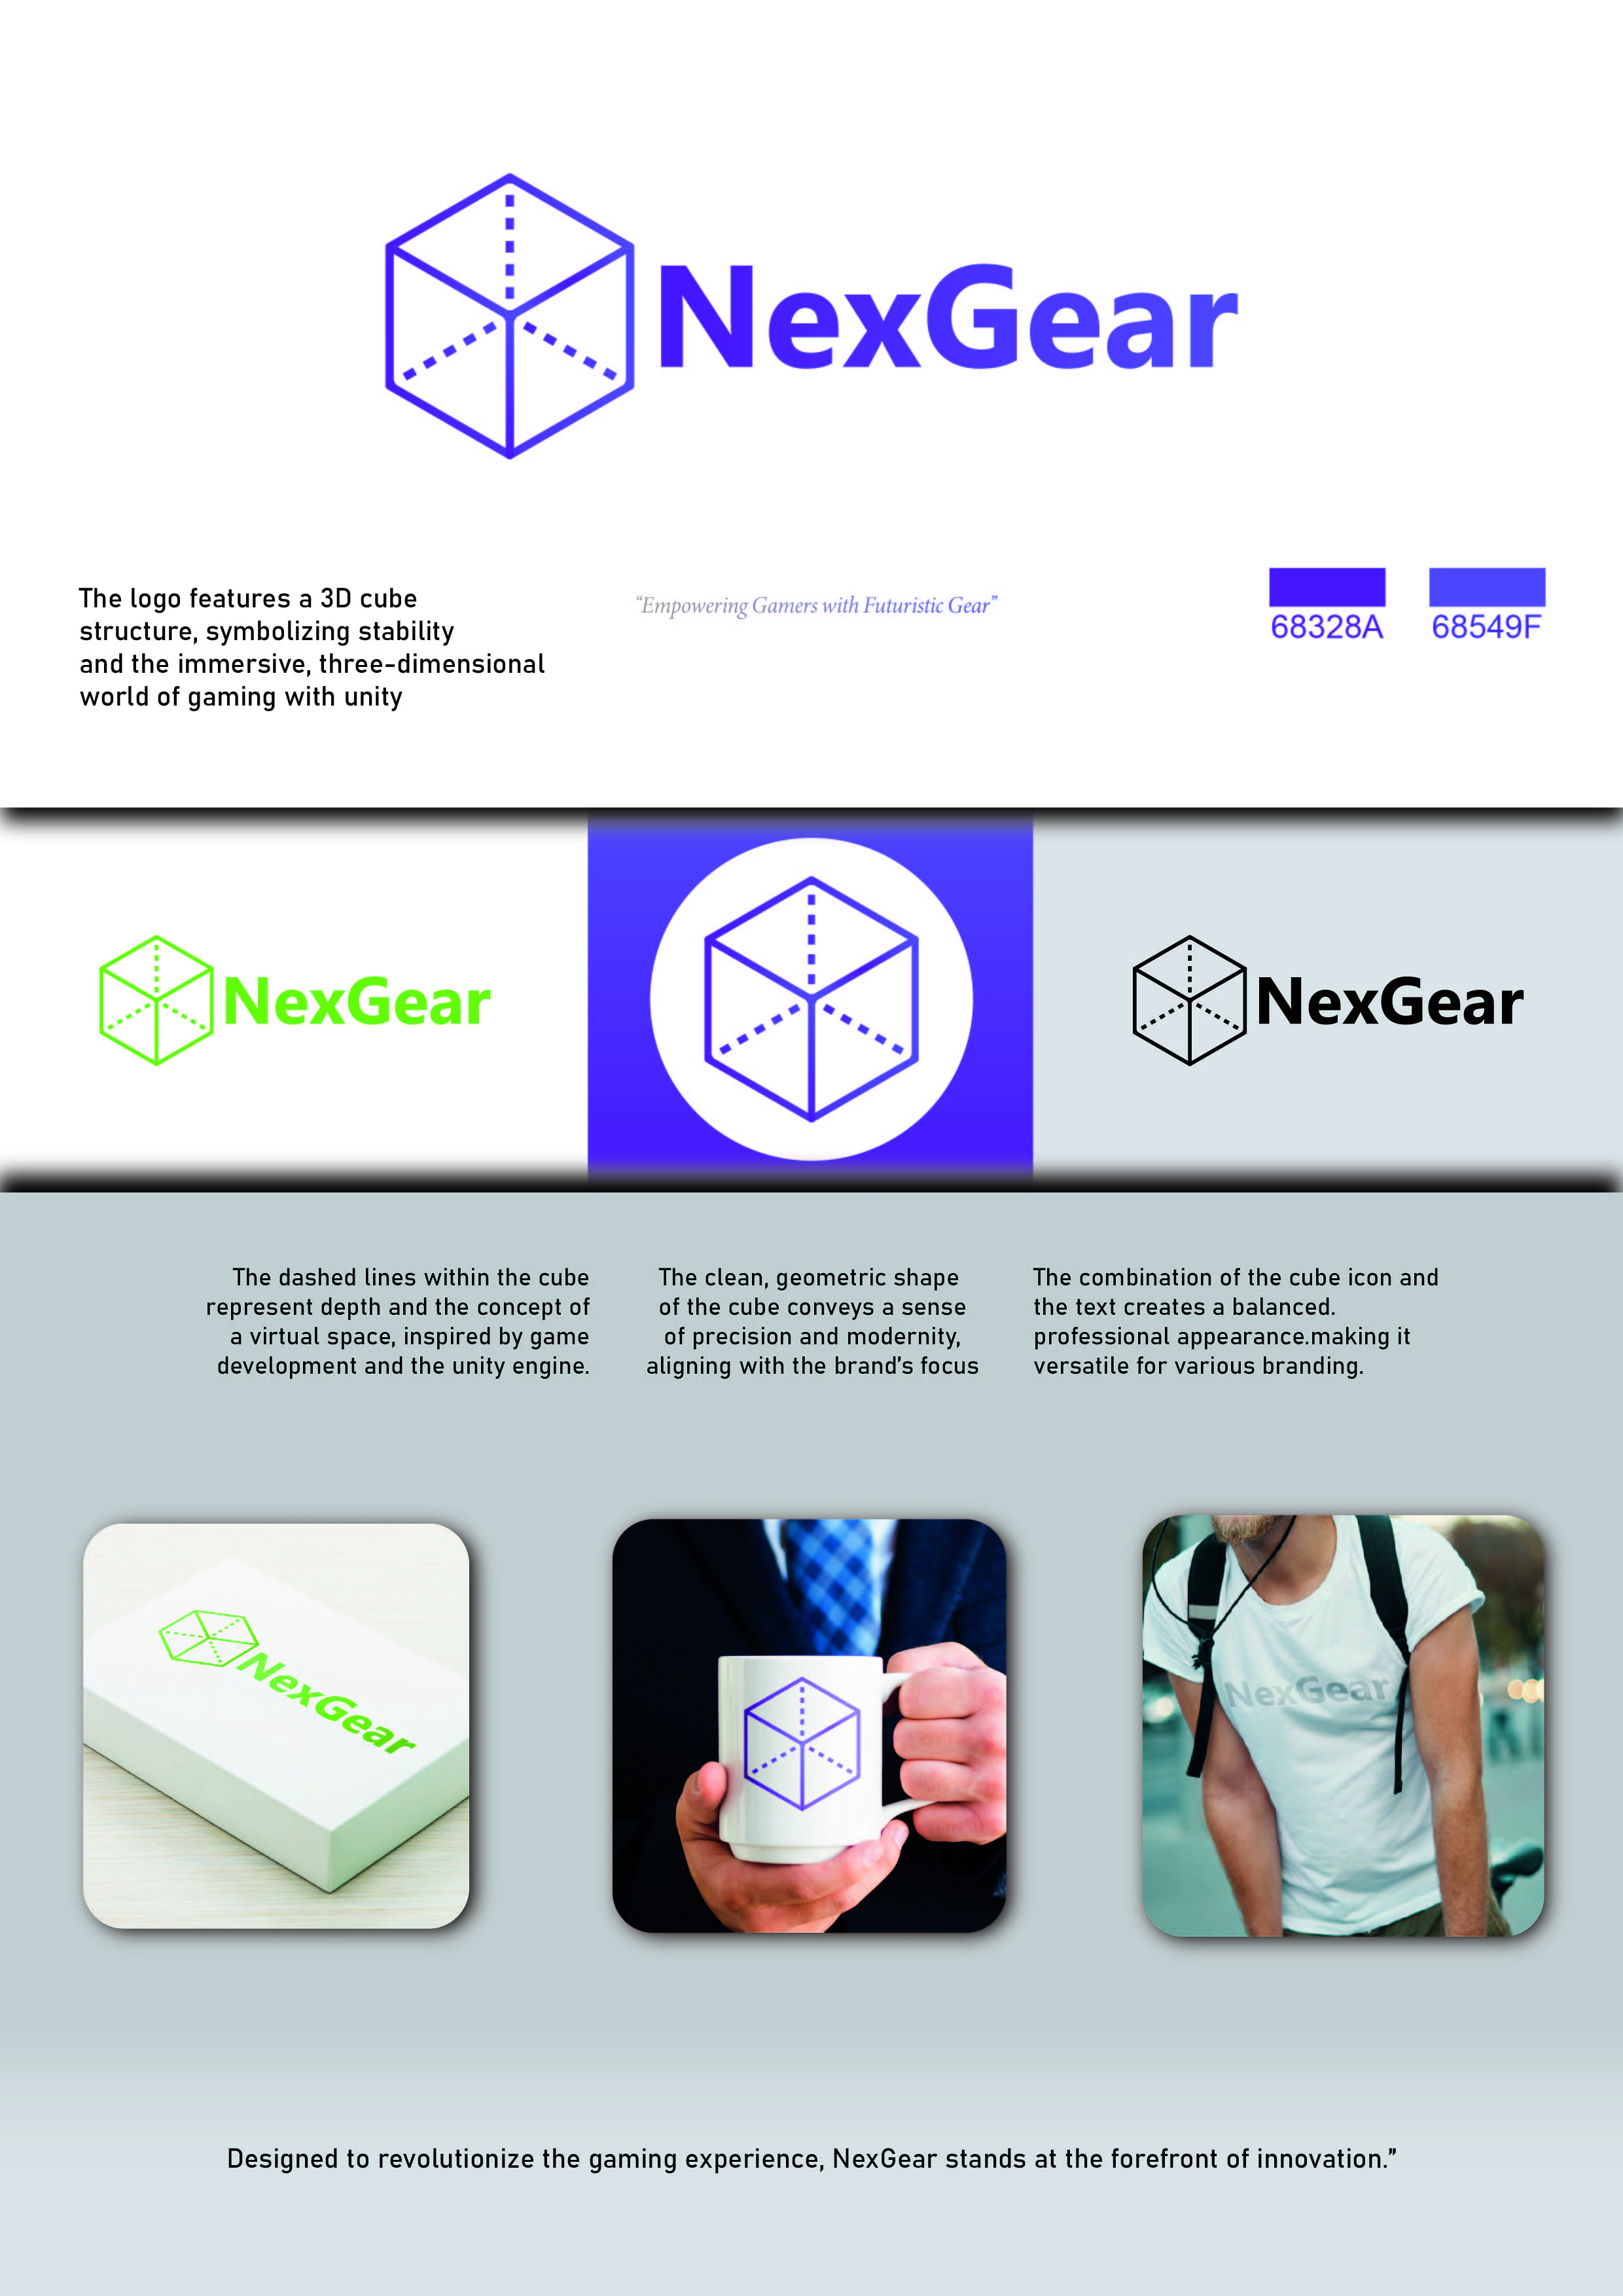 NexGear
The logo features a 3D cube
structure, symbolizing stability
and the immersive, three-dimensional
world of gaming with unity
“Empowering Gamers with Futuristic Gear”
68328A
68549F
NexGear
NexGear
The dashed lines within the cube
represent depth and the concept of
a virtual space, inspired by game
development and the unity engine.
The clean, geometric shape
of the cube conveys a sense
of precision and modernity,
aligning with the brand’s focus
The combination of the cube icon and
the text creates a balanced.
professional appearance.making it
versatile for various branding.
NexGear
NexGear
Designed to revolutionize the gaming experience, NexGear stands at the forefront of innovation.”